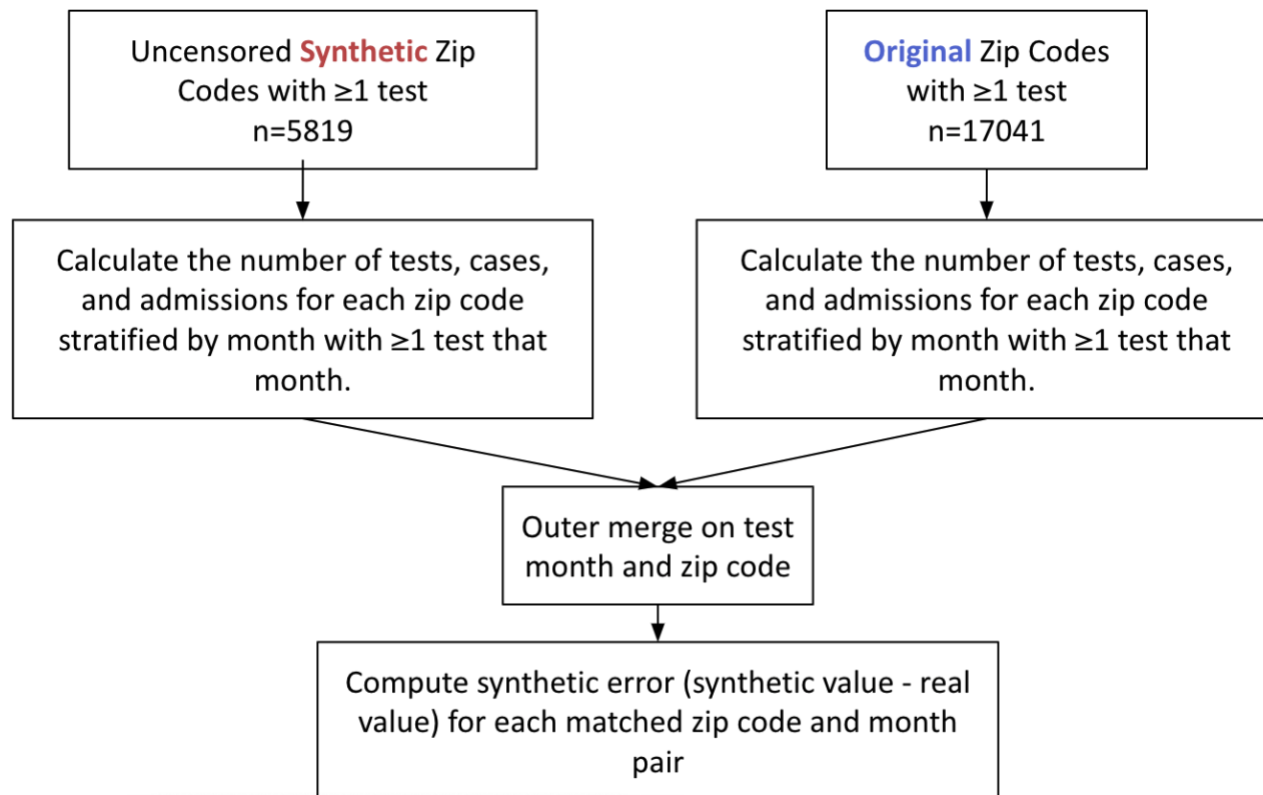 Uncensored Synthetic Zip
Codes with ≥1 test
n=5819
Original Zip Codes
with ≥1 test
n=17041
Calculate the number of tests, cases,
and admissions for each zip code
stratified by month with ≥1 test that
month.
Calculate the number of tests, cases,
and admissions for each zip code
stratified by month with ≥1 test that
month.
Outer merge on test
month and zip code
Compute synthetic error (synthetic value - real
value) for each matched zip code and month
pair